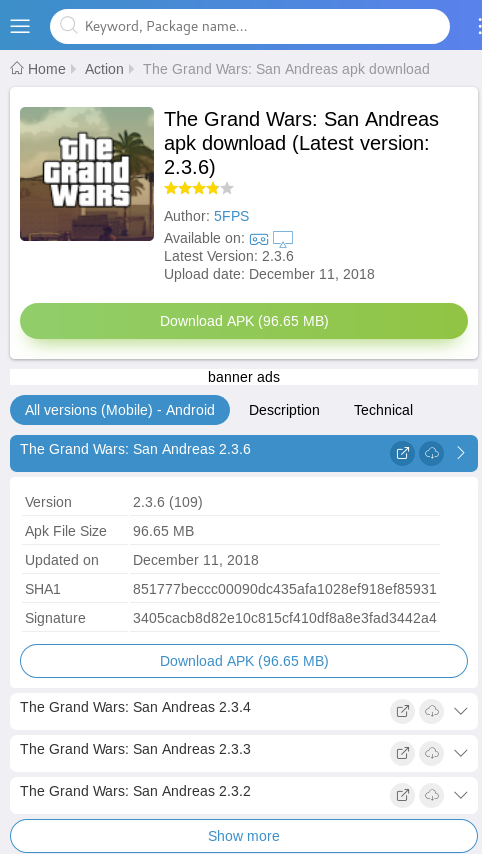 Keyword, Package name...
Home Action The Grand Wars: San Andreas apk download
the
GRAND
WARS
The Grand Wars: San Andreas
apk download (Latest version:
2.3.6)
Author: 5FPS
Available on:
Latest Version: 2.3.6
Upload date: December 11, 2018
Download APK (96.65 MB)
banner ads
All versions (Mobile) - Android Description Technical
The Grand Wars: San Andreas 2.3.6
Version 2.3.6 (109)
Apk File Size 96.65 MB
Updated on December 11, 2018
SHA1 851777beccc00090dc435afa1028ef918ef85931
Signature 3405cacb8d82e10c815cf410df8a8e3fad3442a4
Download APK (96.65 MB)
The Grand Wars: San Andreas 2.3.4
The Grand Wars: San Andreas 2.3.3
The Grand Wars: San Andreas 2.3.2
Show more